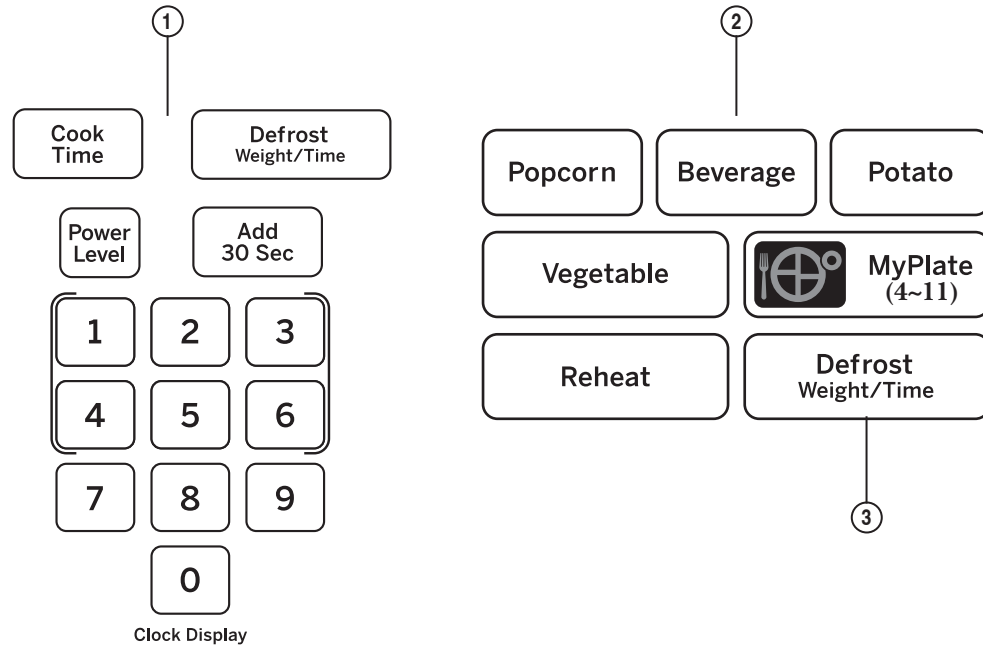 1
Cook
Time
Defrost
Weight/Time
Power
Level
Add
30 Sec
1
2
3
4
5
6
7
8
9
0
Clock Display
2
Popcorn
Beverage
Potato
Vegetable
MyPlate
(4~11)
Reheat
Defrost
Weight/Time
3